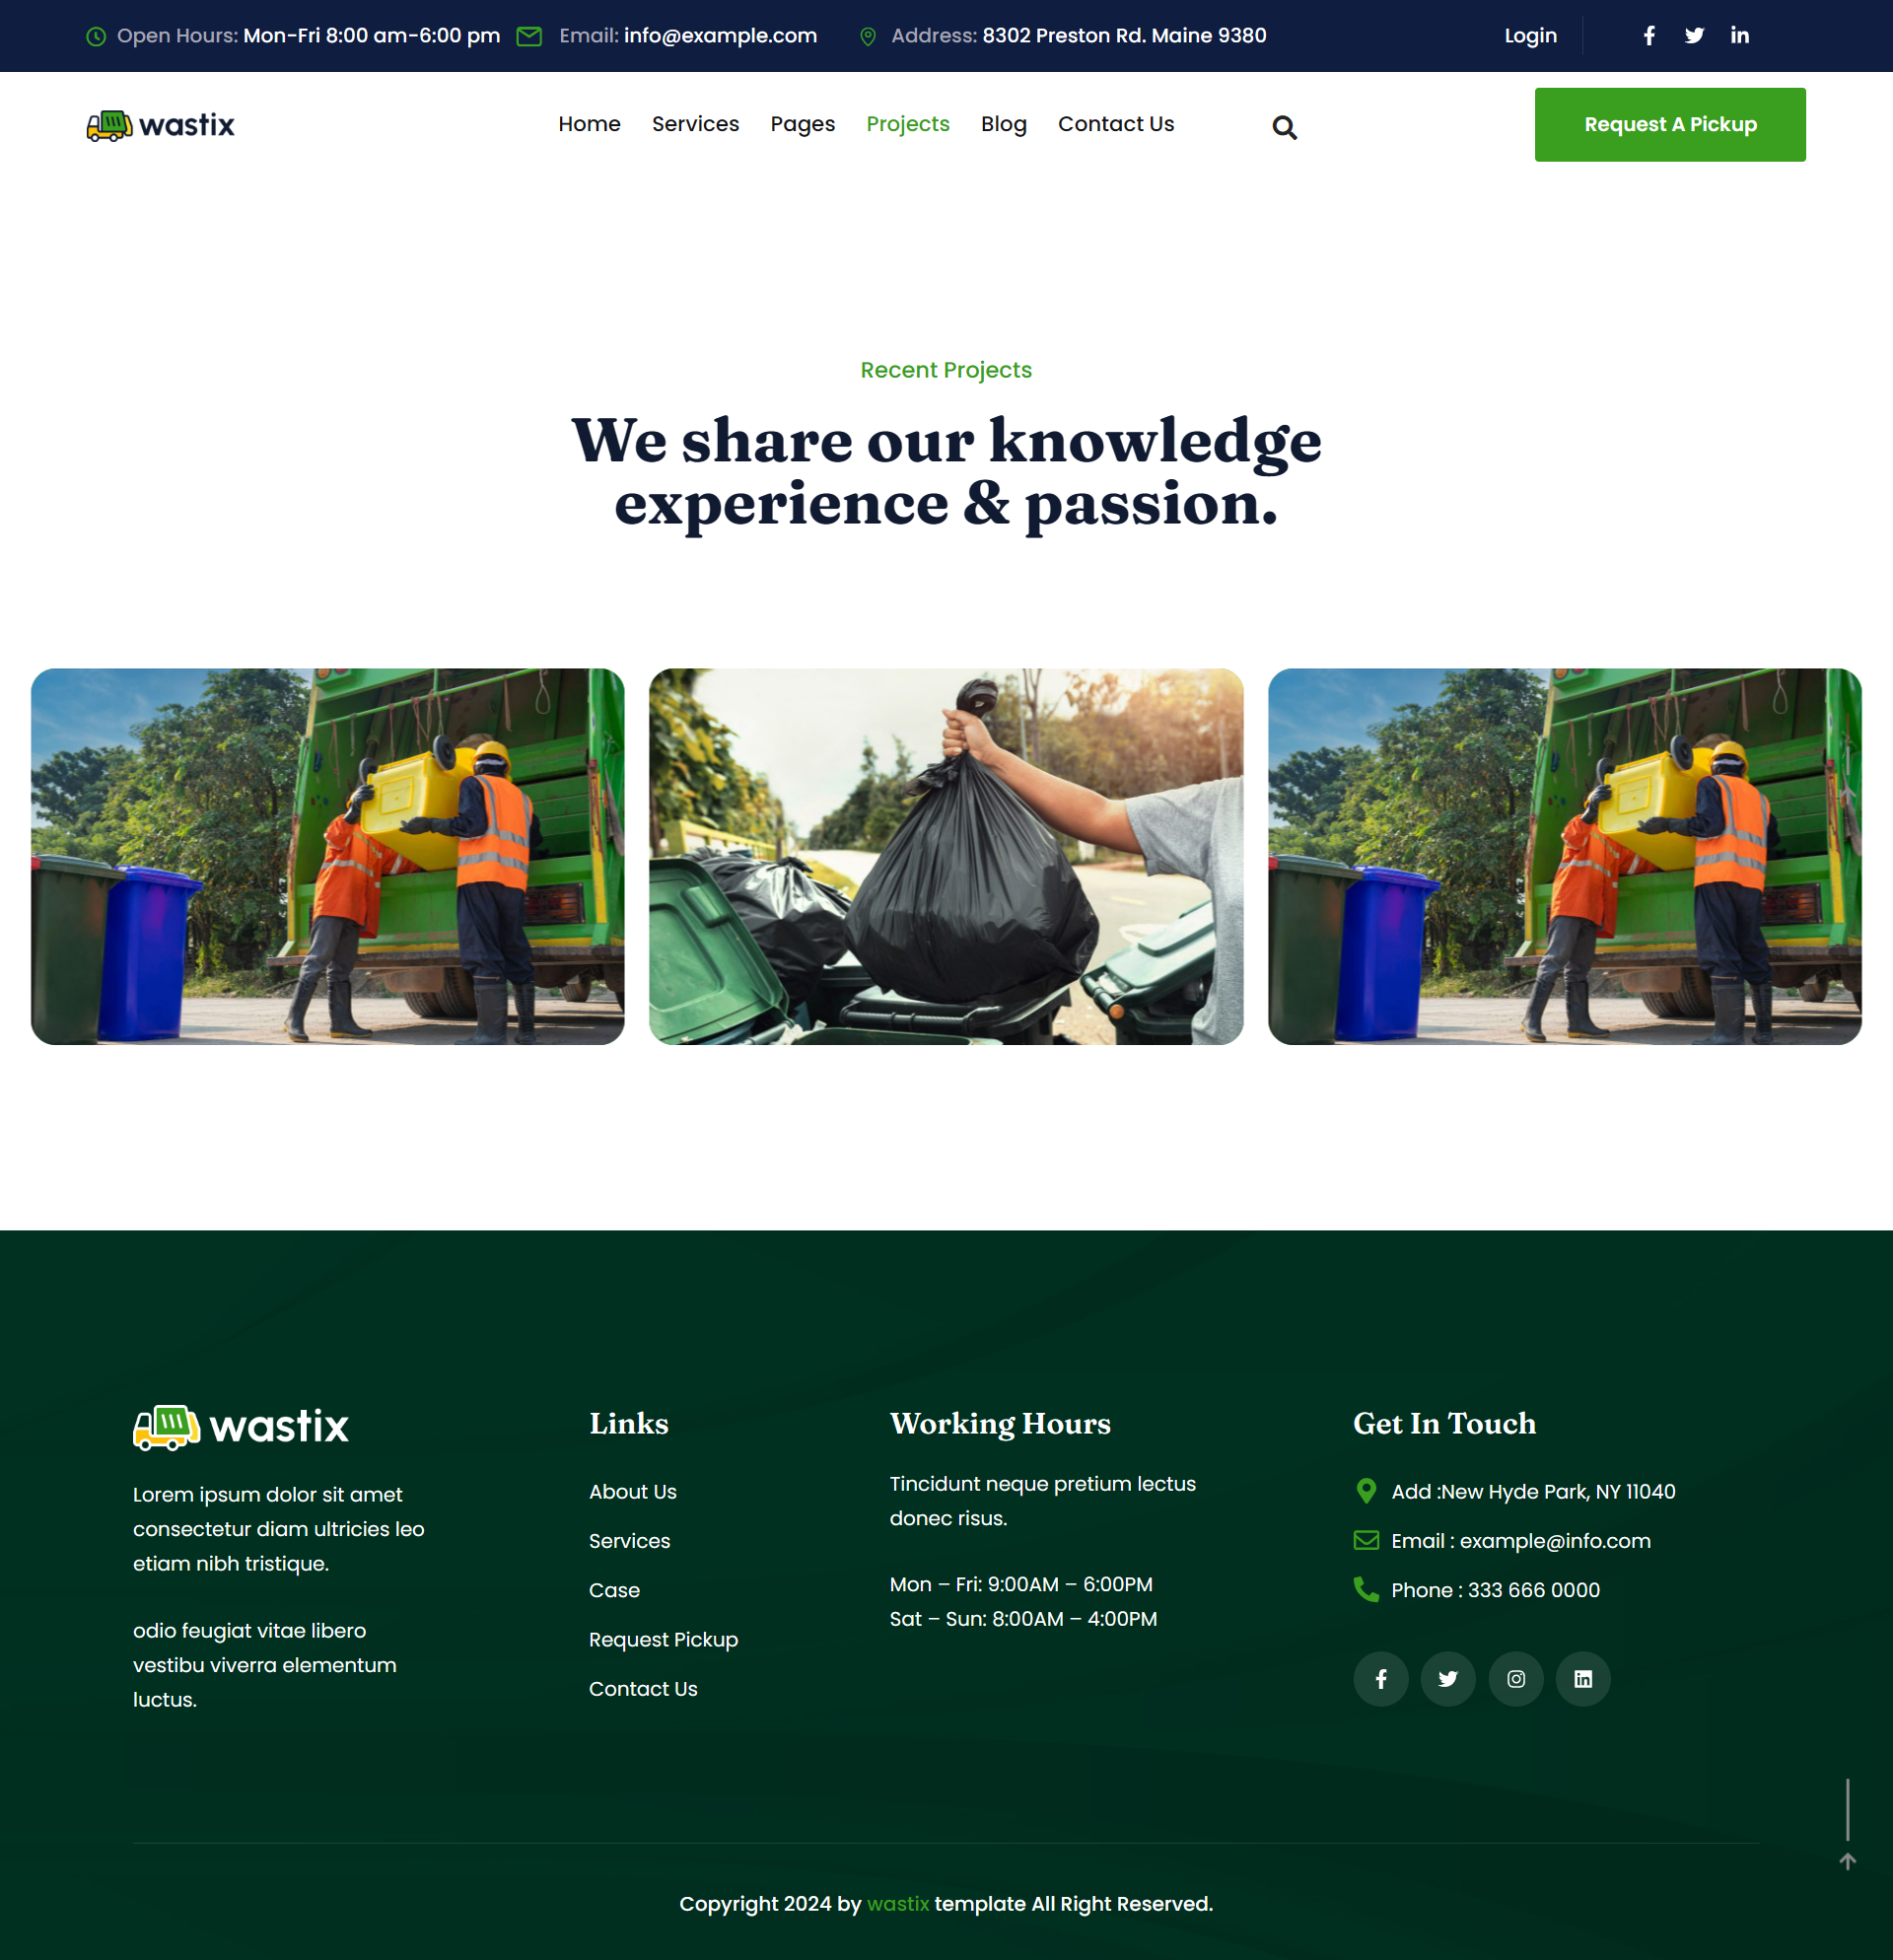 Open Hours: Mon-Fri 8:00 am-6:00 pm Email: info@example.com Address: 8302 Preston Rd. Maine 9380 Login
wastix Home Services Pages Projects Blog Contact Us Request A Pickup
Recent Projects
We share our knowledge
experience & passion.
wastix
Lorem ipsum dolor sit amet
consectetur diam ultricies leo
etiam nibh tristique.
odio feugiat vitae libero
vestibu viverra elementum
luctus.
Links
About Us
Services
Case
Request Pickup
Contact Us
Working Hours
Tincidunt neque pretium lectus
donec risus.
Mon – Fri: 9:00AM – 6:00PM
Sat – Sun: 8:00AM – 4:00PM
Get In Touch
Add :New Hyde Park, NY 11040
Email : example@info.com
Phone : 333 666 0000
Copyright 2024 by wastix template All Right Reserved.